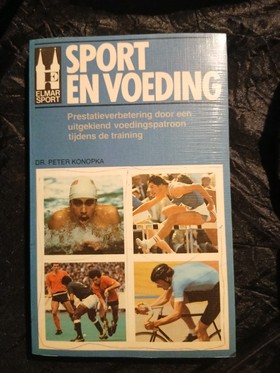 ELMAR
SPORT
SPORT
EN VOEDING
Prestatieverbetering door een
uitgekiend voedingspatroon
tijdens de training
DR. PETER KONOPKA